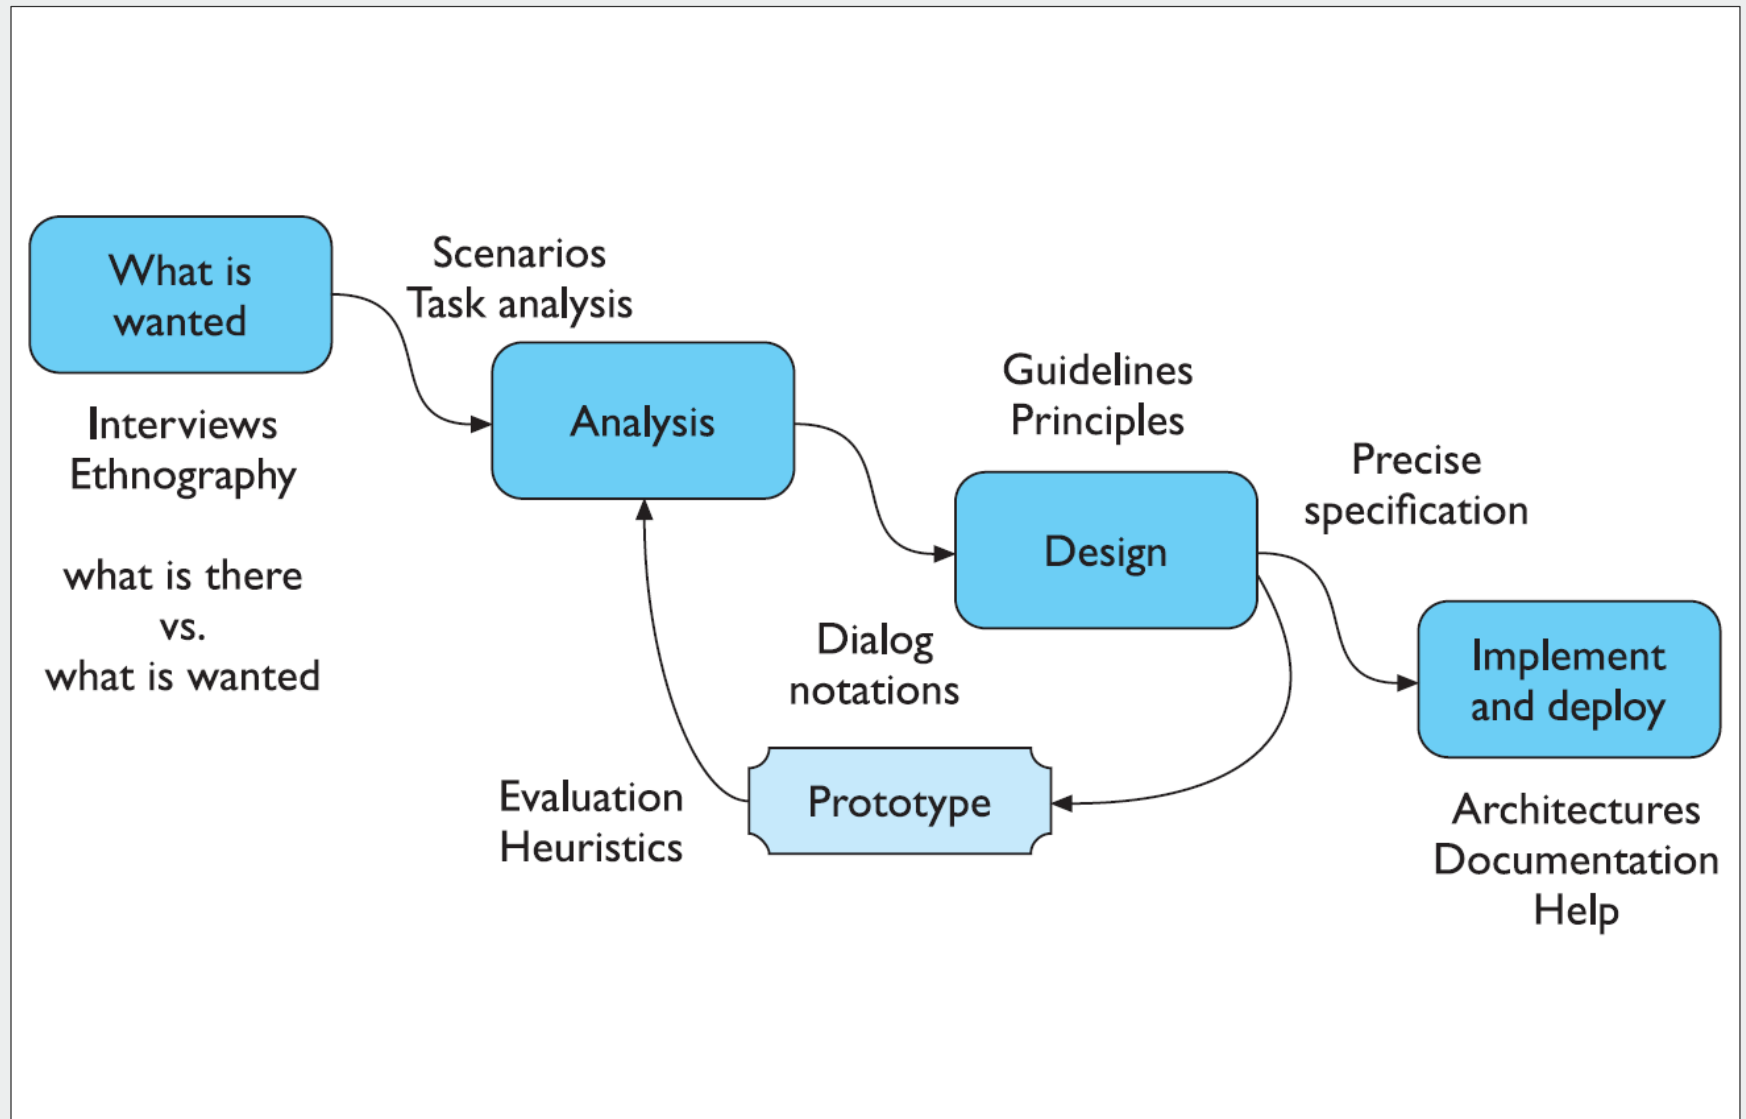 What is
wanted
Interviews
Ethnography
what is there
vs.
what is wanted
Scenarios
Task analysis
Analysis
Guidelines
Principles
Design
Precise
specification
Dialog
notations
Prototype
Evaluation
Heuristics
Implement
and deploy
Architectures
Documentation
Help